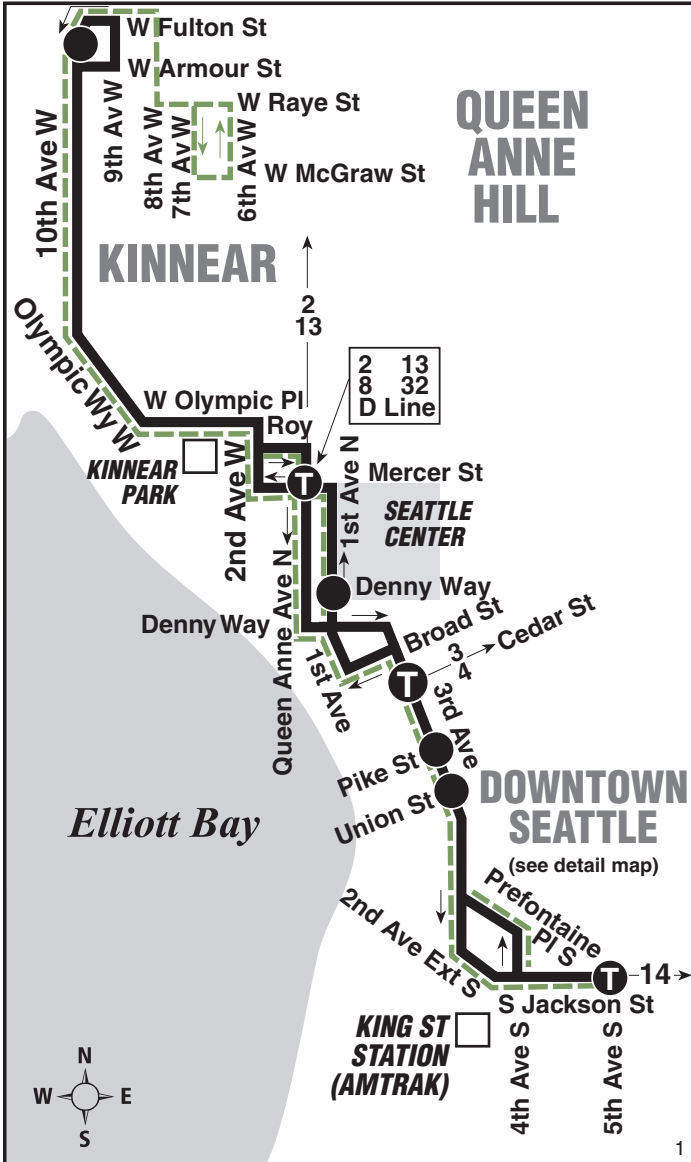 W Fulton St
W Armour St
10th Ave W
9th Av W
8th Av W
7th Av W
6th Av W
W Raye St
W McGraw St
QUEEN
ANNE
HILL
KINNEAR
2
13
2 13
8 32
D Line
Olympic Wy W
W Olympic Pl
Roy
KINNEAR
PARK
2nd Ave W
T
1st Ave N
Mercer St
SEATTLE
CENTER
Queen Anne Ave N
Denny Way
Denny Way
1st Ave
Broad St
Cedar St
3
4
T
3rd Ave
Pike St
Union St
Elliott Bay
DOWNTOWN
SEATTLE
(see detail map)
2nd Ave Ext S
Prefontaine
Pl S
T
14
S Jackson St
KING ST
STATION
(AMTRAK)
4th Ave S
5th Ave S
N
W E
S
1